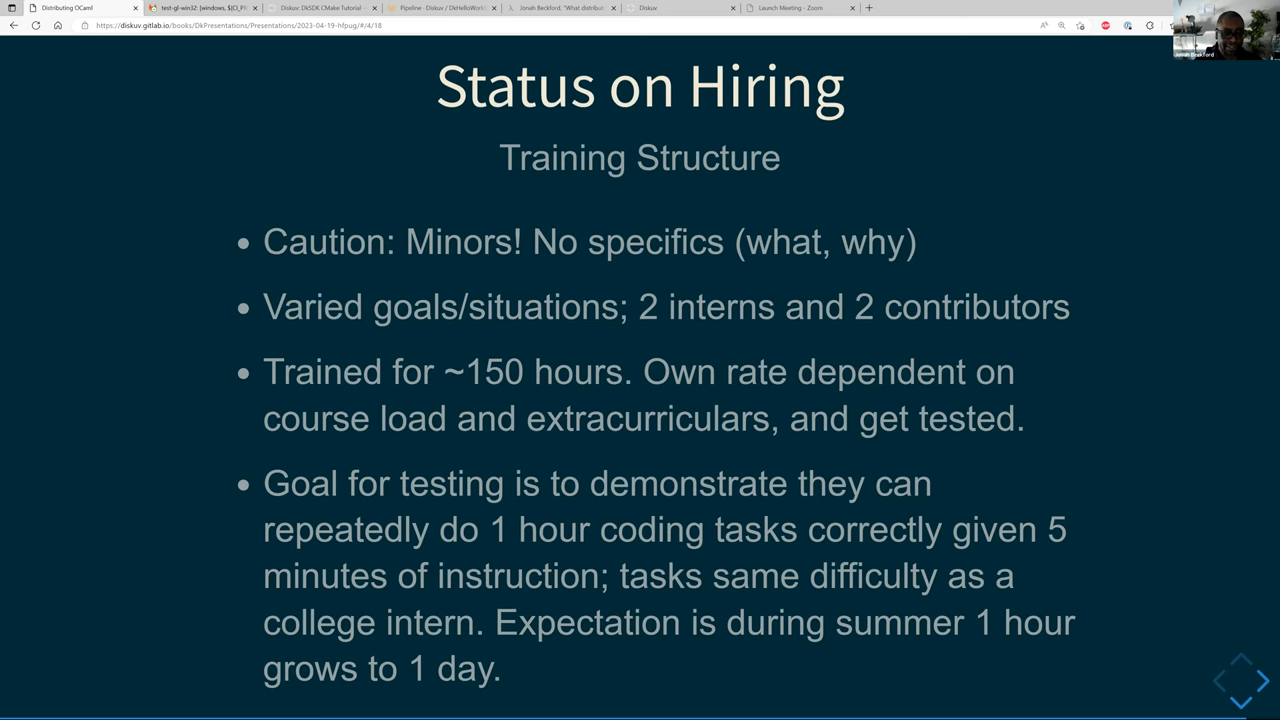 Distributing OCaml
test-gl-win32: [windows, $(CI_PR
Diskuv: DkSDK CMake Tutorial
Pipeline · Diskuv / DkHelloWorld
Jonah Beckford, "What distribut
Diskuv
Launch Meeting - Zoom
https://diskuv.gitlab.io/books/DkPresentations/Presentations/2023-04-19-hfpug/#/4/18
Jonah Beckford
Status on Hiring
Training Structure
• Caution: Minors! No specifics (what, why)
• Varied goals/situations; 2 interns and 2 contributors
• Trained for ~150 hours. Own rate dependent on
course load and extracurriculars, and get tested.
• Goal for testing is to demonstrate they can
repeatedly do 1 hour coding tasks correctly given 5
minutes of instruction; tasks same difficulty as a
college intern. Expectation is during summer 1 hour
grows to 1 day.